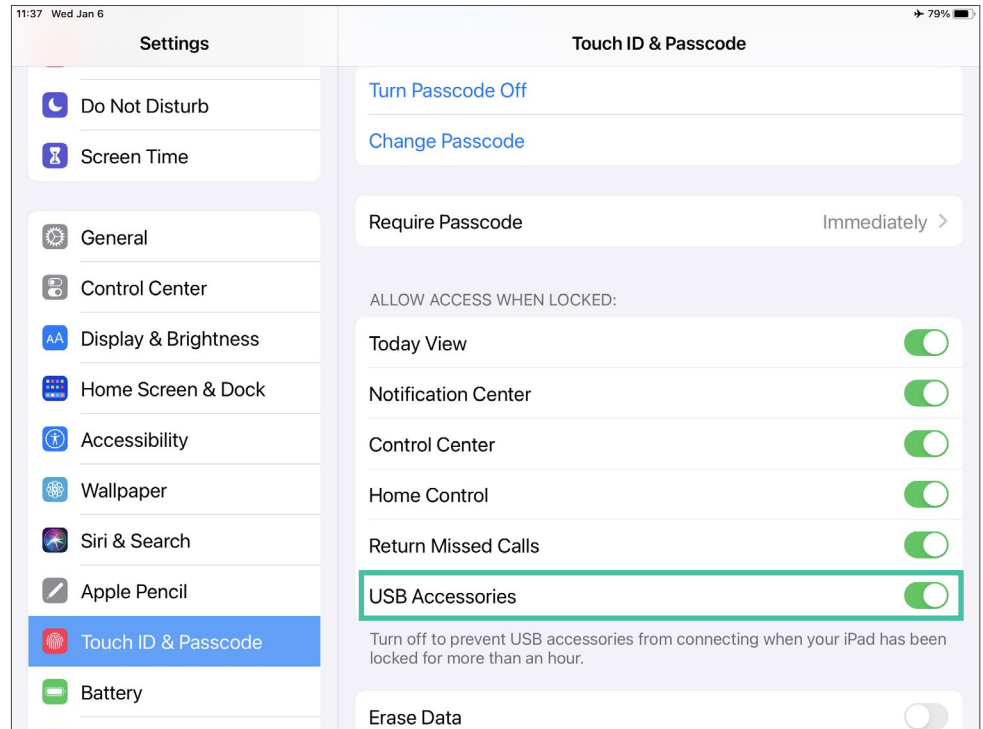 11:37 Wed Jan 6
79%
Settings
Do Not Disturb
Screen Time
General
Control Center
AA Display & Brightness
Home Screen & Dock
Accessibility
Wallpaper
Siri & Search
Apple Pencil
Touch ID & Passcode
Battery
Touch ID & Passcode
Turn Passcode Off
Change Passcode
Require Passcode Immediately
ALLOW ACCESS WHEN LOCKED:
Today View
Notification Center
Control Center
Home Control
Return Missed Calls
USB Accessories
Turn off to prevent USB accessories from connecting when your iPad has been
locked for more than an hour.
Erase Data